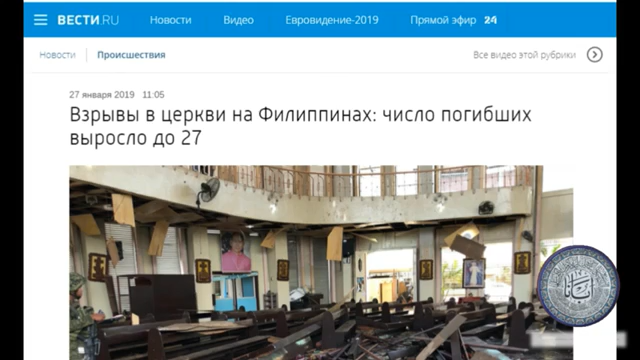 ВЕСТИ.RU Новости Видео Евровидение-2019 Прямой эфир 24
Новости Происшествия Все видео этой рубрики
27 января 2019 11:05
Взрывы в церкви на Филиппинах: число погибших
выросло до 27